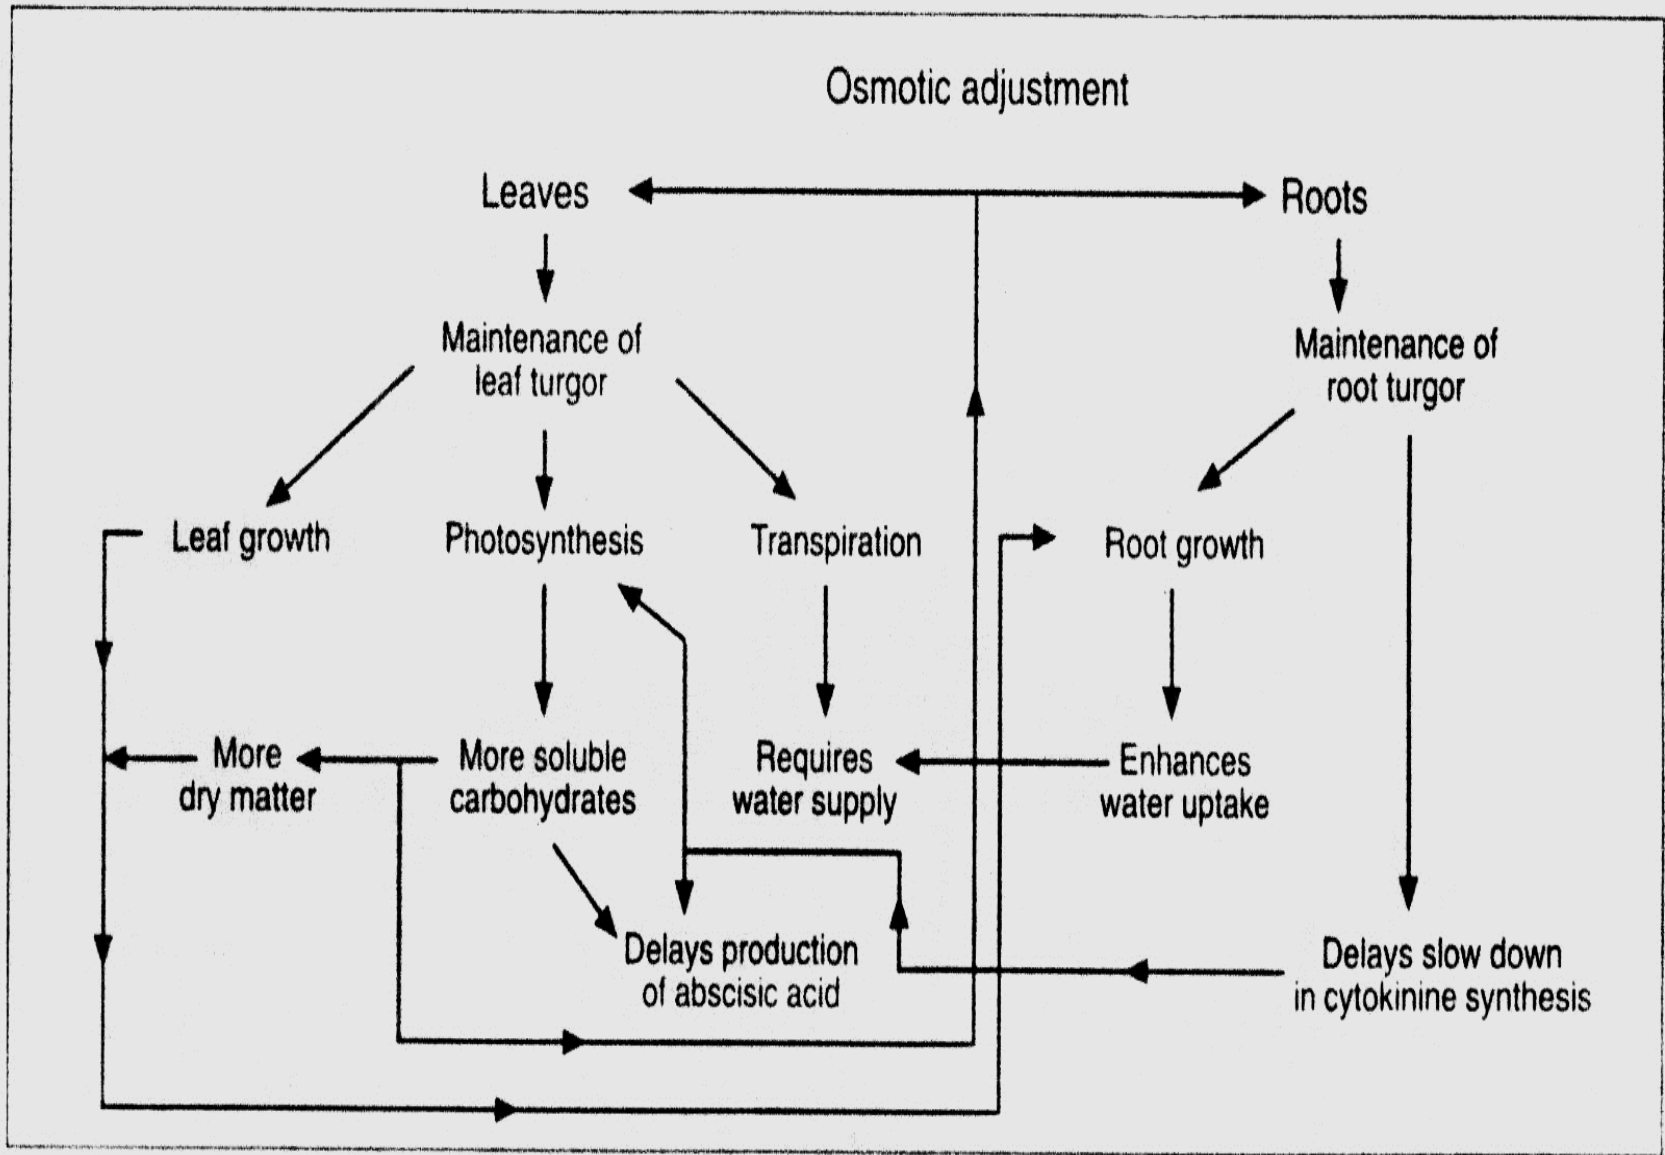 Osmotic adjustment
Leaves
Roots
Maintenance of
leaf turgor
Maintenance of
root turgor
Leaf growth
Photosynthesis
Transpiration
Root growth
More
dry matter
More soluble
carbohydrates
Requires
water supply
Enhances
water uptake
Delays production
of abscisic acid
Delays slow down
in cytokinine synthesis